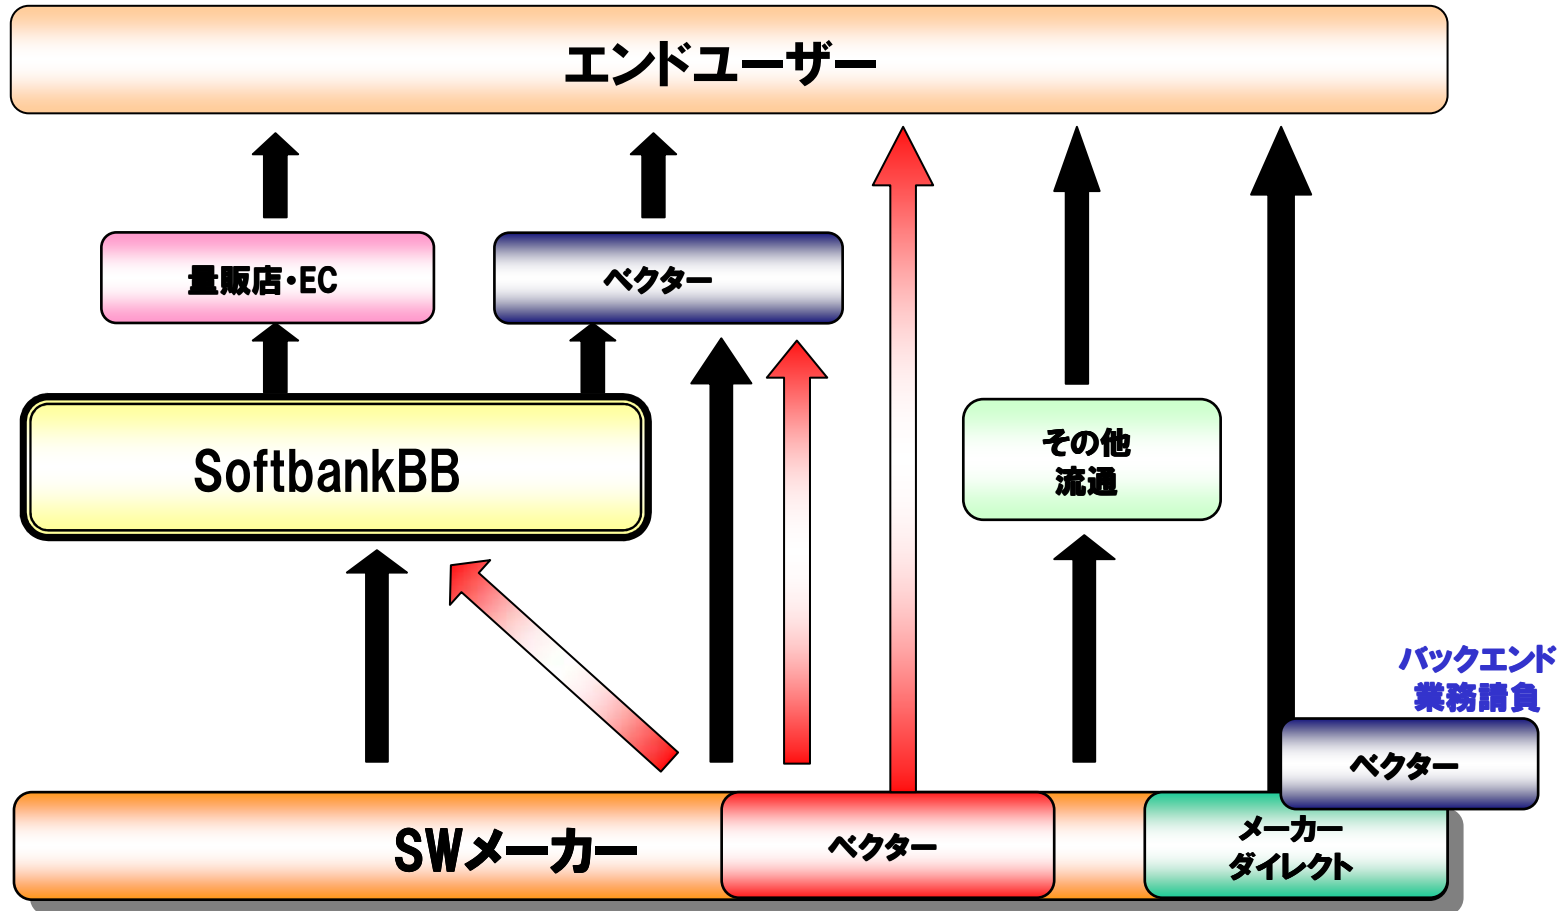 エンドユーザー
量販店・EC
ベクター
SoftbankBB
その他
流通
バックエンド
業務請負
ベクター
SWメーカー
ベクター
メーカー
ダイレクト